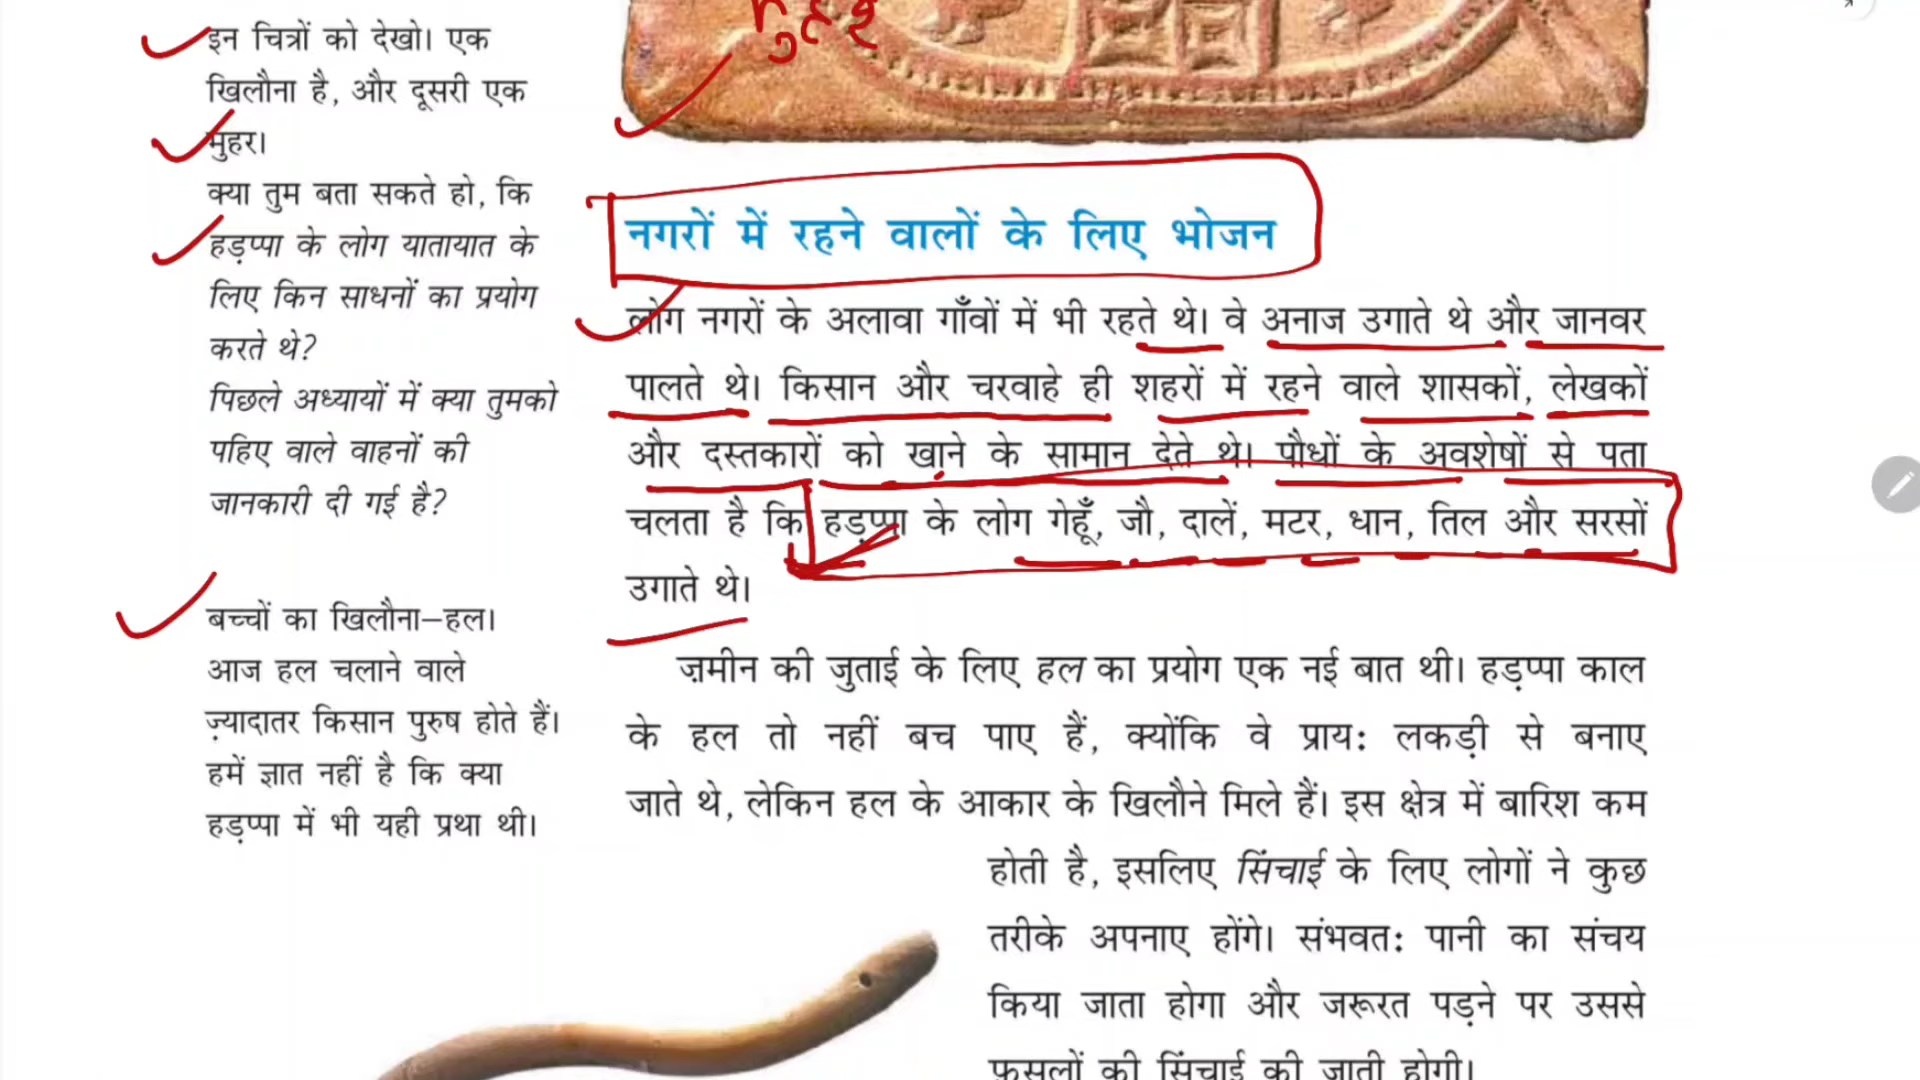 मुहर
इन चित्रों को देखो। एक
खिलौना है, और दूसरी एक
मुहर।
क्या तुम बता सकते हो, कि
हड़प्पा के लोग यातायात के
लिए किन साधनों का प्रयोग
करते थे?
पिछले अध्यायों में क्या तुमको
पहिए वाले वाहनों की
जानकारी दी गई है?
बच्चों का खिलौना–हल।
आज हल चलाने वाले
ज़्यादातर किसान पुरुष होते हैं।
हमें ज्ञात नहीं है कि क्या
हड़प्पा में भी यही प्रथा थी।
नगरों में रहने वालों के लिए भोजन
लोग नगरों के अलावा गाँवों में भी रहते थे। वे अनाज उगाते थे और जानवर
पालते थे। किसान और चरवाहे ही शहरों में रहने वाले शासकों, लेखकों
और दस्तकारों को खाने के सामान देते थे। पौधों के अवशेषों से पता
चलता है कि हड़प्पा के लोग गेहूँ, जौ, दालें, मटर, धान, तिल और सरसों
उगाते थे।
ज़मीन की जुताई के लिए हल का प्रयोग एक नई बात थी। हड़प्पा काल
के हल तो नहीं बच पाए हैं, क्योंकि वे प्राय: लकड़ी से बनाए
जाते थे, लेकिन हल के आकार के खिलौने मिले हैं। इस क्षेत्र में बारिश कम
होती है, इसलिए सिंचाई के लिए लोगों ने कुछ
तरीके अपनाए होंगे। संभवत: पानी का संचय
किया जाता होगा और जरूरत पड़ने पर उससे
फ़सलों की सिंचाई की जाती होगी।